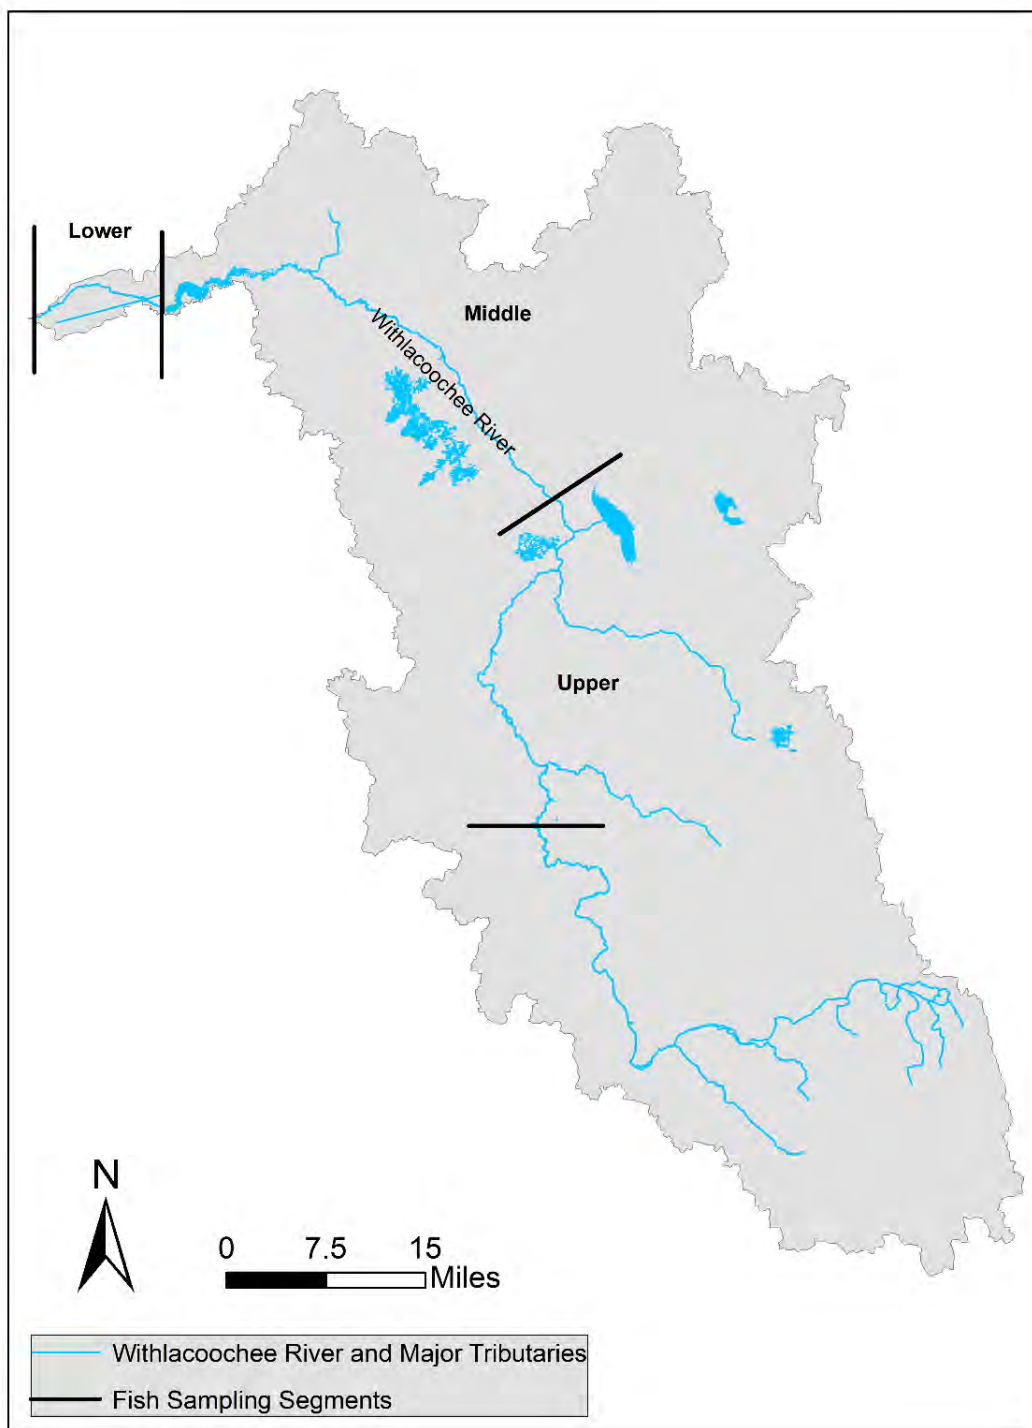 Lower
Middle
Withlacoochee River
Upper
N
0 7.5 15
Miles
Withlacoochee River and Major Tributaries
Fish Sampling Segments